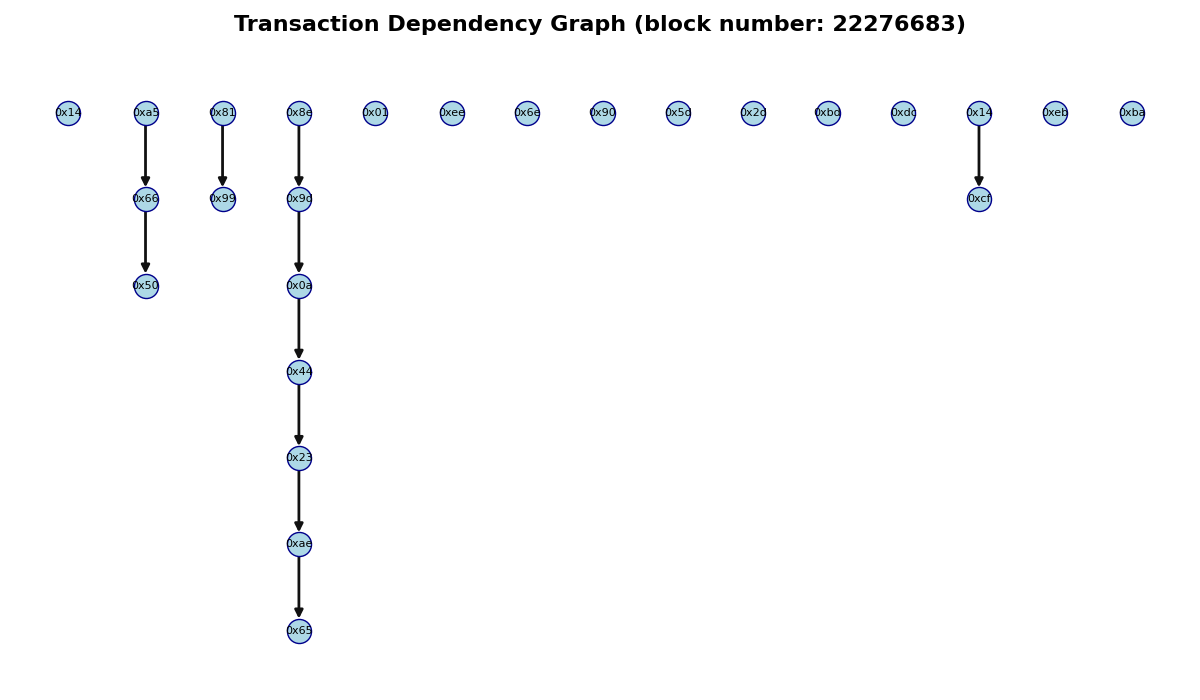 Transaction Dependency Graph (block number: 22276683)
0x14 0xa5 0x81 0x8e 0x01 0xee 0x6e 0x90 0x5d 0x2d 0xbd 0xdc 0x14 0xeb 0xba
0x66 0x99 0x9d 0xcf
0x50 0x0a
0x44
0x23
0xae
0x65